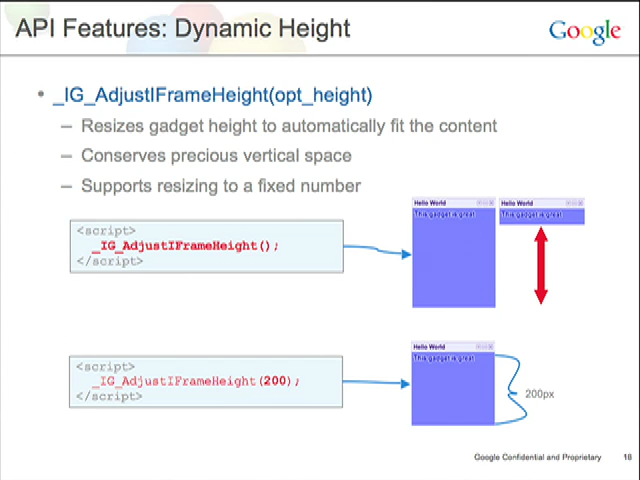 API Features: Dynamic Height
Google
• _IG_AdjustIFrameHeight(opt_height)
– Resizes gadget height to automatically fit the content
– Conserves precious vertical space
– Supports resizing to a fixed number
<script>
_IG_AdjustIFrameHeight();
</script>
Hello World
This gadget is great
Hello World
This gadget is great
<script>
_IG_AdjustIFrameHeight(200);
</script>
Hello World
This gadget is great
200px
Google Confidential and Proprietary 18